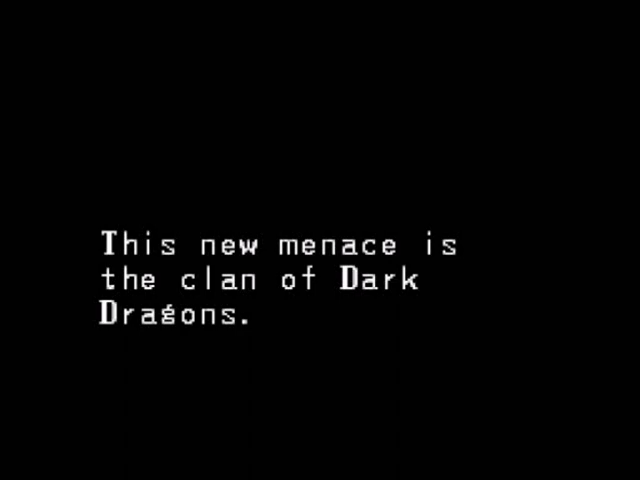 This new menace is
the clan of Dark
Dragons.